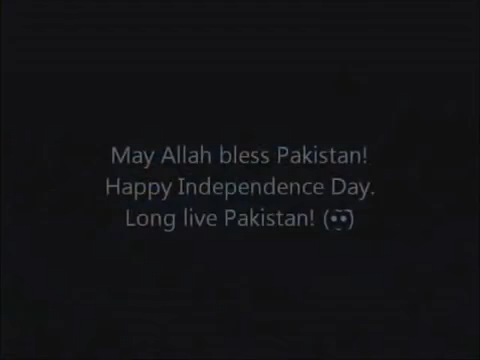 May Allah bless Pakistan!
Happy Independence Day.
Long live Pakistan! (•̃•̃)